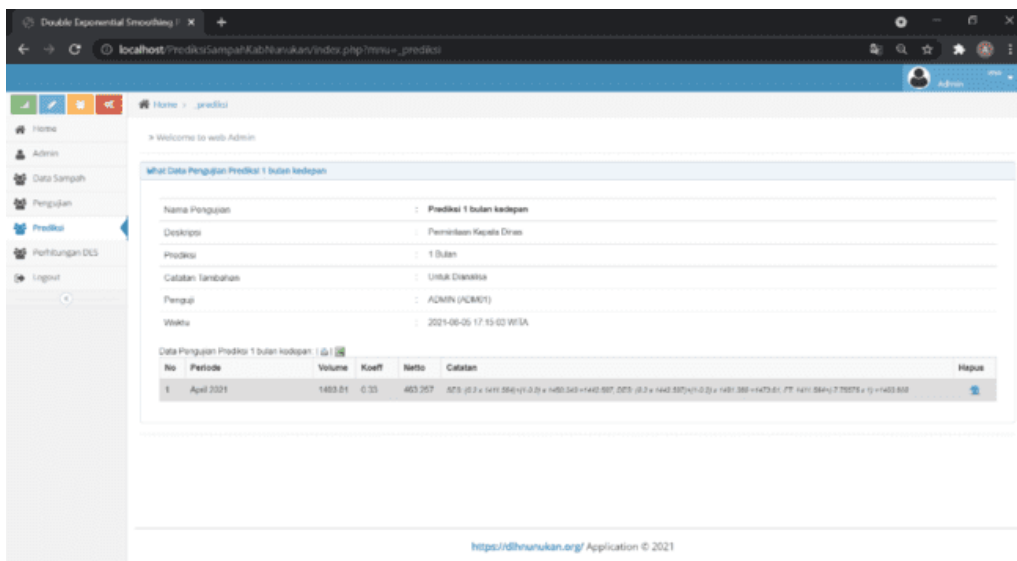 Double Exponential Smoothing
localhost/PrediksiSampahKabNunukan/index.php?mnu=_prediksi
Admin
Home > _prediksi
Home
Admin
Data Sampah
Pengujian
Prediksi
Perhitungan DES
Logout
» Welcome to web Admin
What Data Pengujian Prediksi 1 bulan kedepan
Nama Pengujian : Prediksi 1 bulan kedepan
Deskripsi : Permintaan Kepala Dinas
Prediksi : 1 Bulan
Catatan Tambahan : Untuk Dianalisa
Penguji : ADMIN (ADM01)
Waktu : 2021-06-05 17:15:03 WITA
Data Pengujian Prediksi 1 bulan kedepan: | |
No Periode Volume Koeff Netto Catatan Hapus
1 April 2021 1403.81 0.33 463.257
https://dlhnunukan.org/ Application © 2021